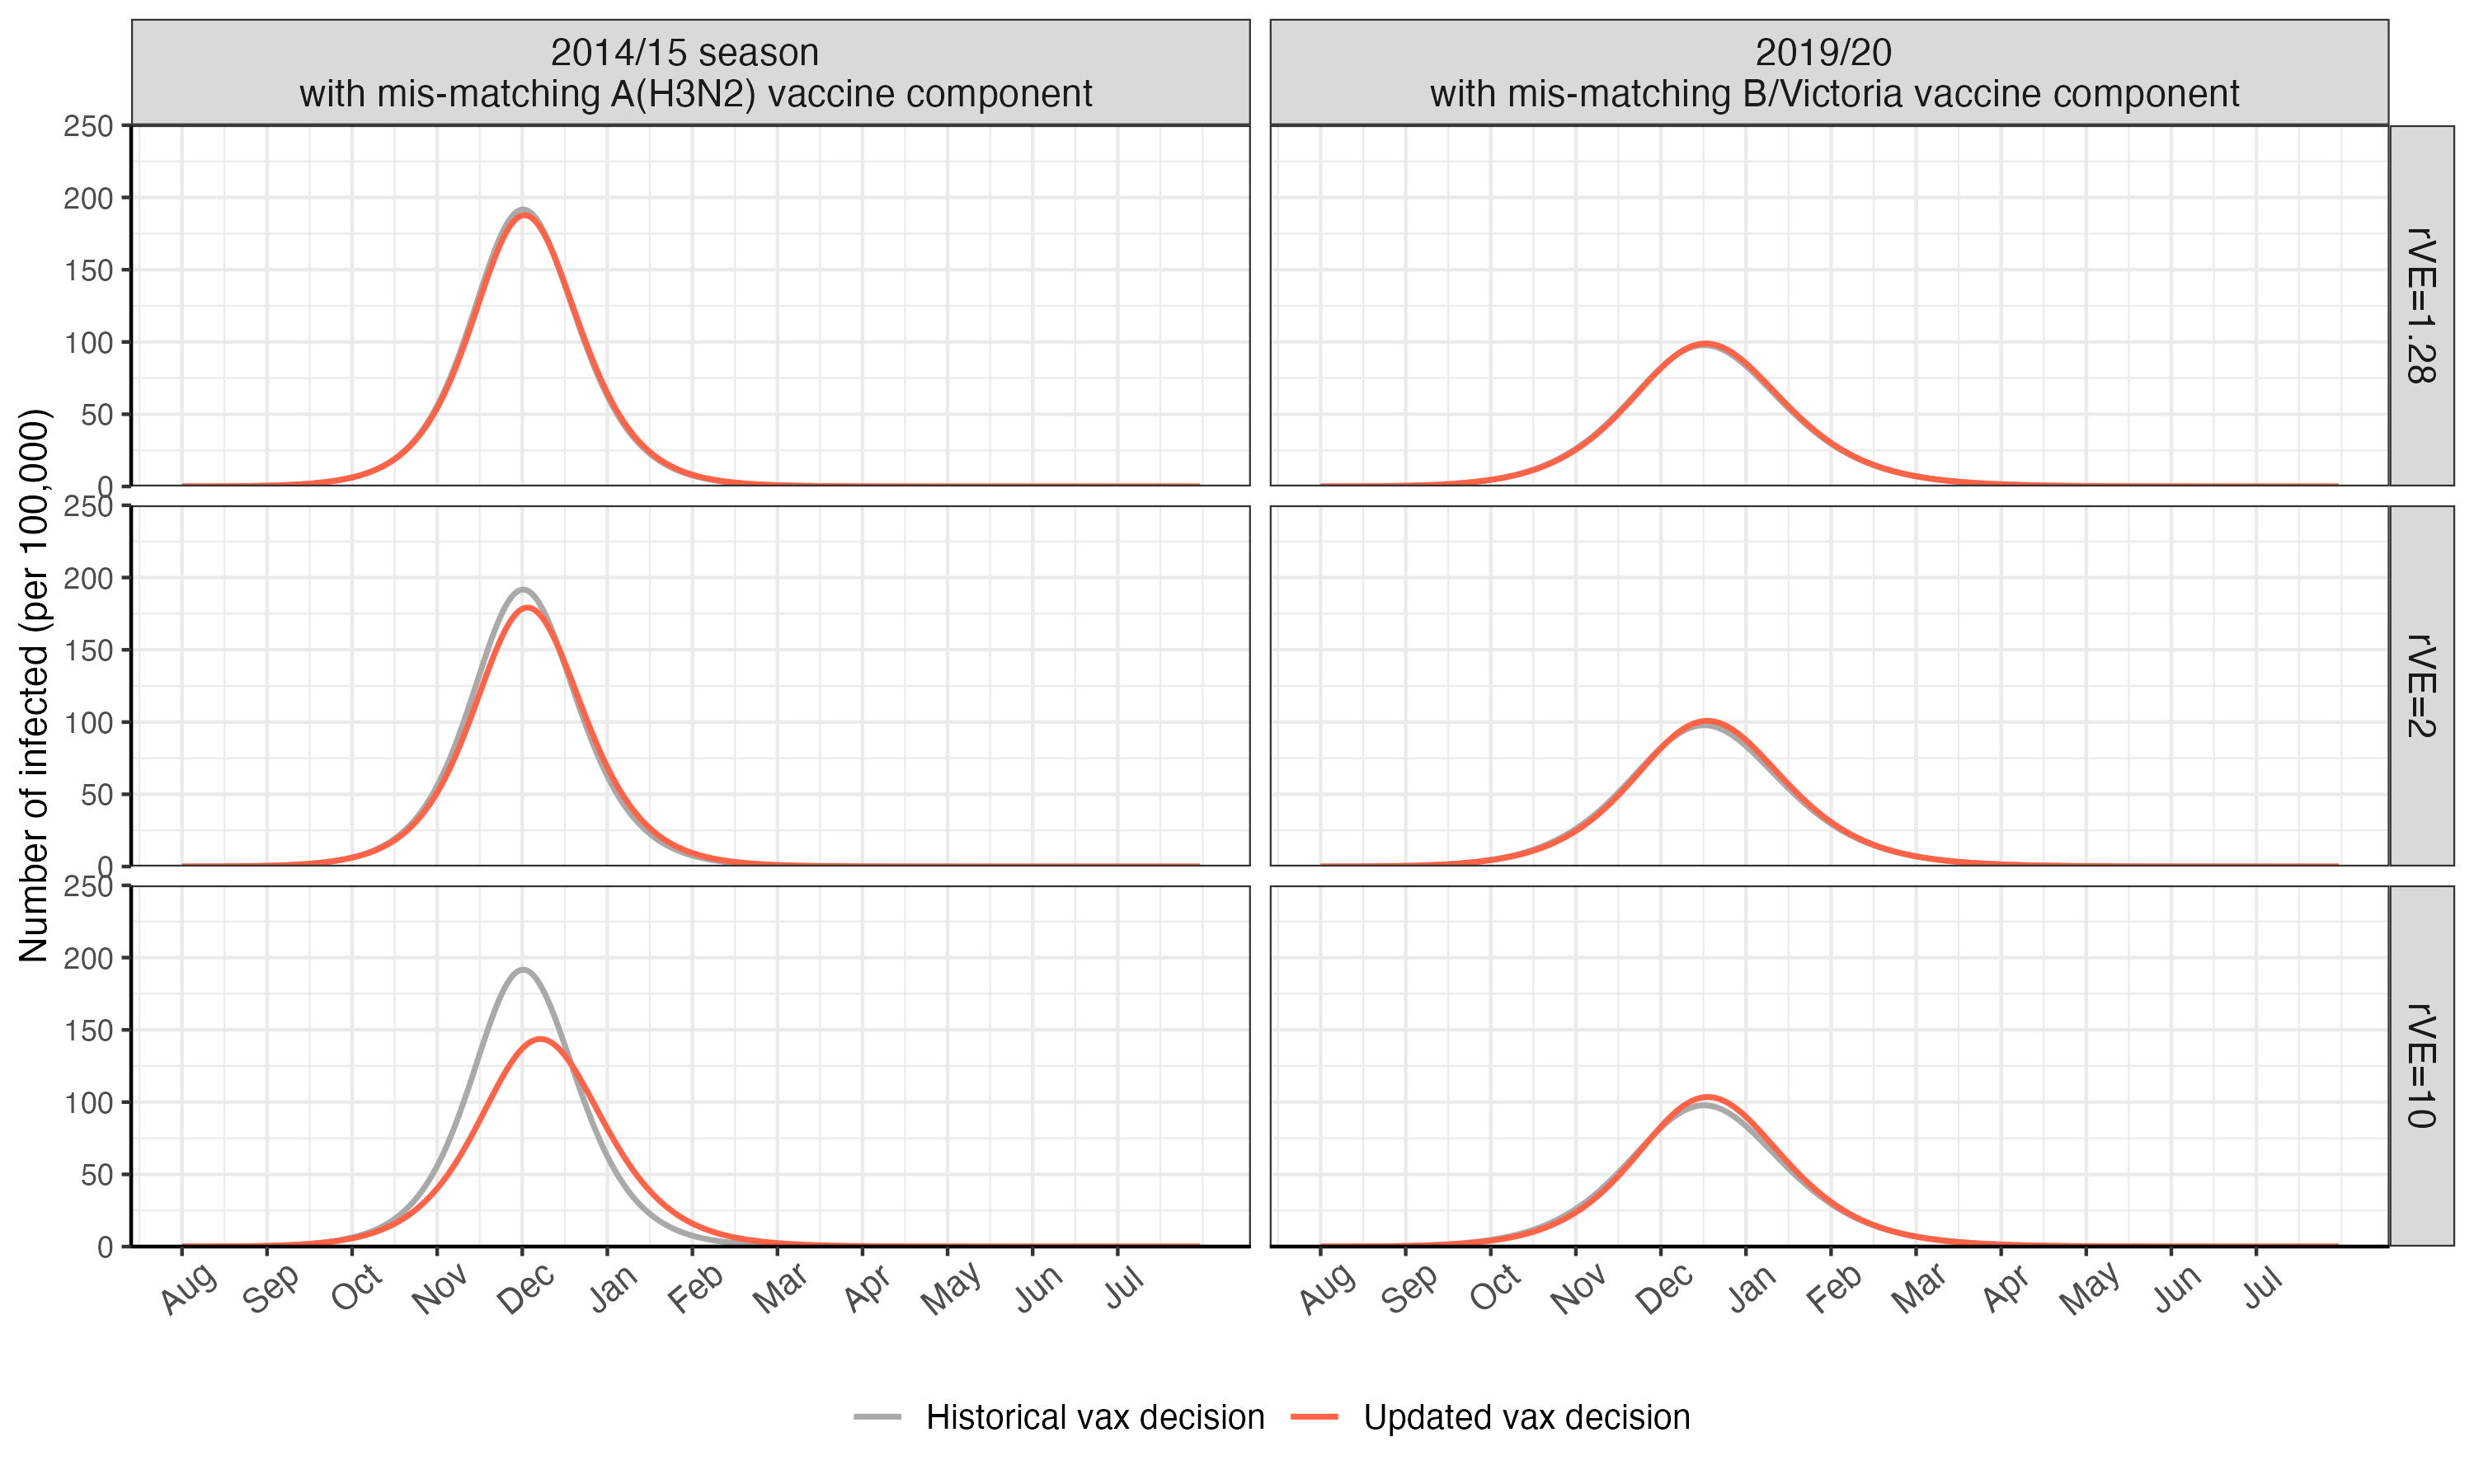 2014/15 season
with mis-matching A(H3N2) vaccine component
2019/20
with mis-matching B/Victoria vaccine component
Number of infected (per 100,000)
250
200
150
100
50
0
rVE=1.28
250
200
150
100
50
0
rVE=2
250
200
150
100
50
0
rVE=10
Aug Sep Oct Nov Dec Jan Feb Mar Apr May Jun Jul
Aug Sep Oct Nov Dec Jan Feb Mar Apr May Jun Jul
Historical vax decision Updated vax decision